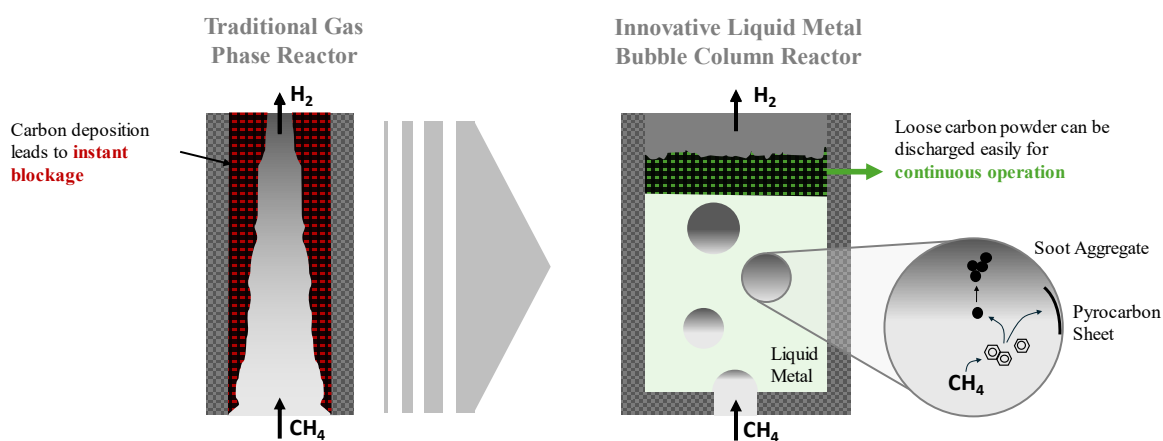 Traditional Gas
Phase Reactor
H₂
Carbon deposition
leads to instant
blockage
CH₄
Innovative Liquid Metal
Bubble Column Reactor
H₂
Loose carbon powder can be
discharged easily for
continuous operation
Liquid
Metal
CH₄
Soot Aggregate
Pyrocarbon
Sheet
CH₄